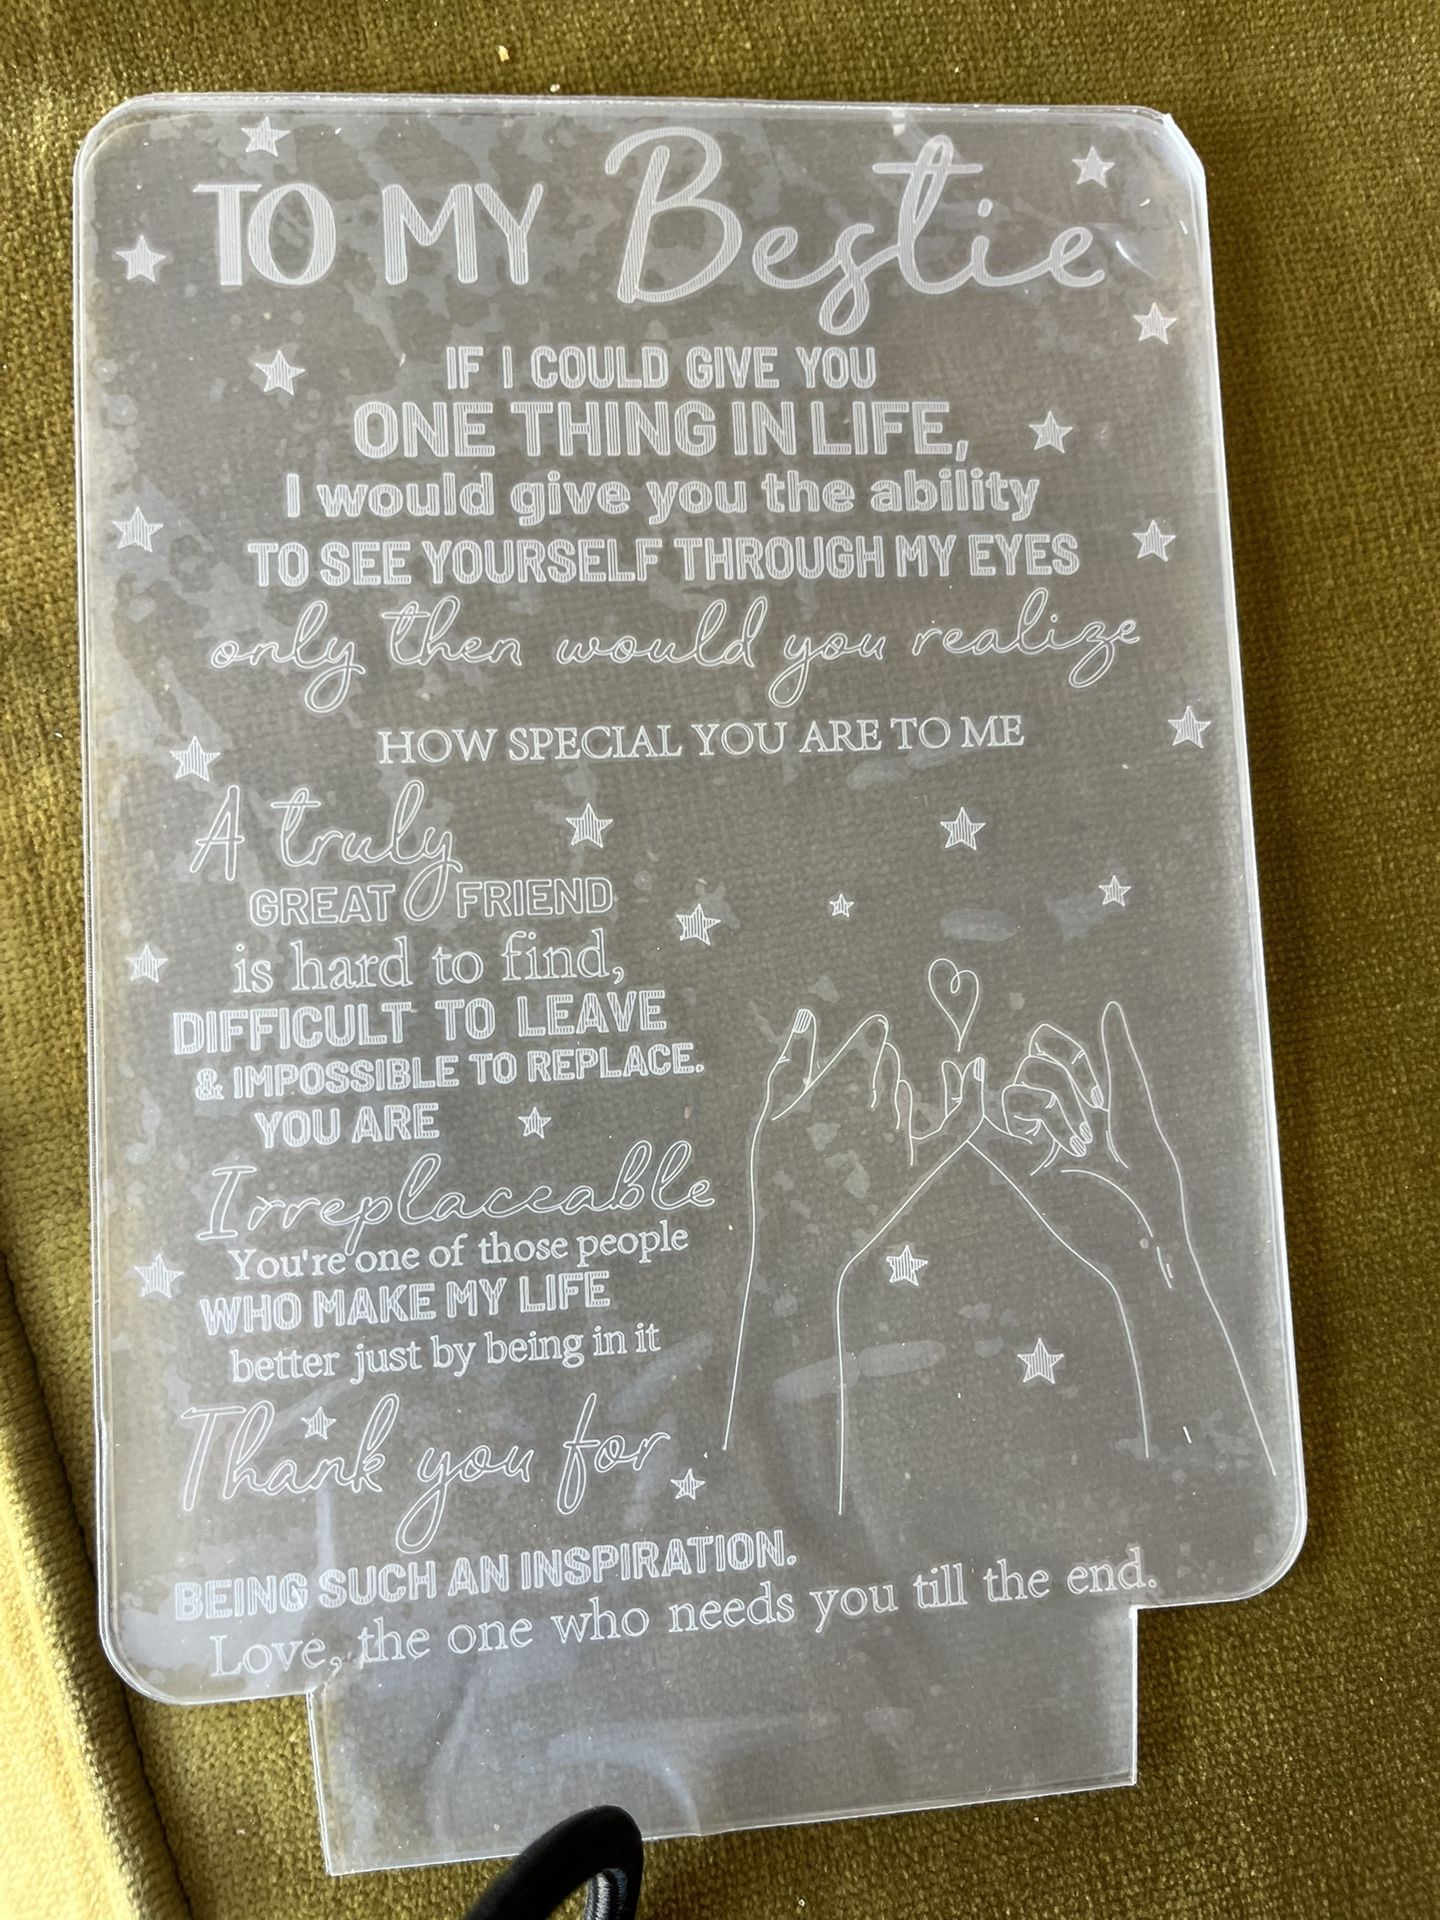 TO MY Bestie
IF I COULD GIVE YOU
ONE THING IN LIFE,
I would give you the ability
TO SEE YOURSELF THROUGH MY EYES
only then would you realize
HOW SPECIAL YOU ARE TO ME
A truly
GREAT FRIEND
is hard to find,
DIFFICULT TO LEAVE
& IMPOSSIBLE TO REPLACE.
YOU ARE
Irreplaceable
You're one of those people
WHO MAKE MY LIFE
better just by being in it
Thank you for
BEING SUCH AN INSPIRATION.
Love, the one who needs you till the end.